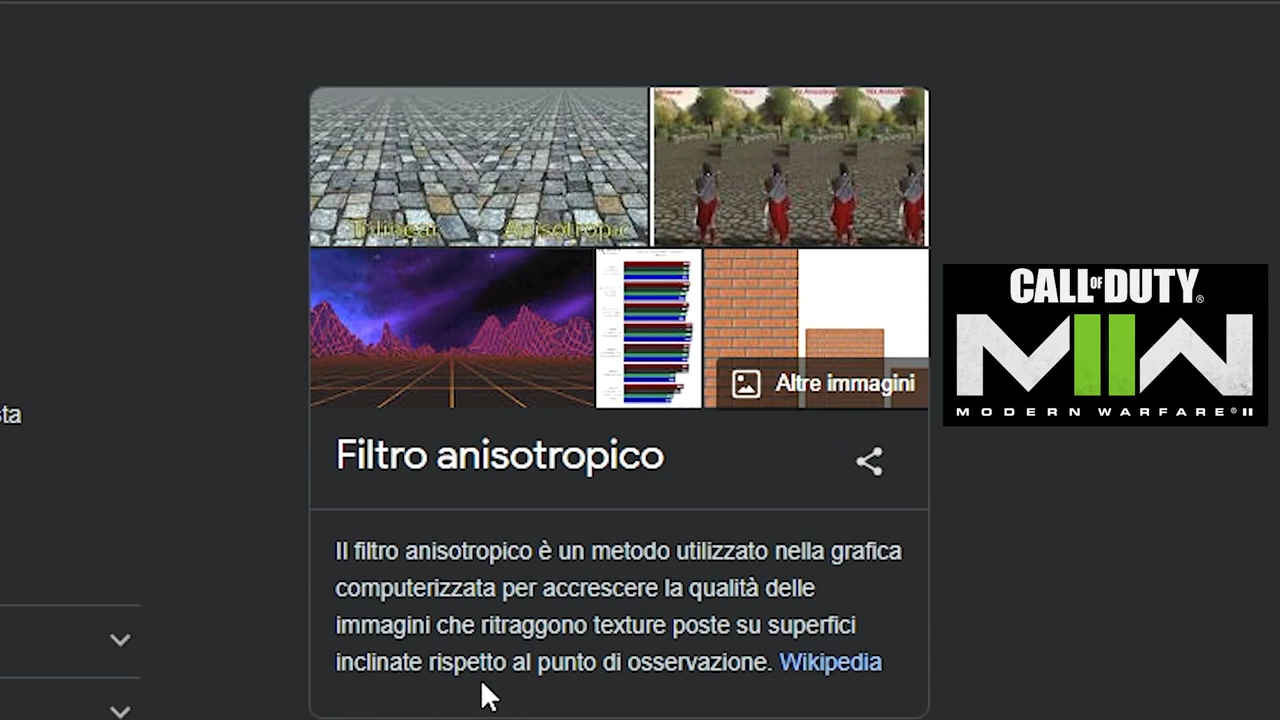 Trilinear
Anisotropic
Altre immagini
sta
CALL OF DUTY®
MIIW
MODERN WARFARE® II
Filtro anisotropico
Il filtro anisotropico è un metodo utilizzato nella grafica
computerizzata per accrescere la qualità delle
immagini che ritraggono texture poste su superfici
inclinate rispetto al punto di osservazione. Wikipedia